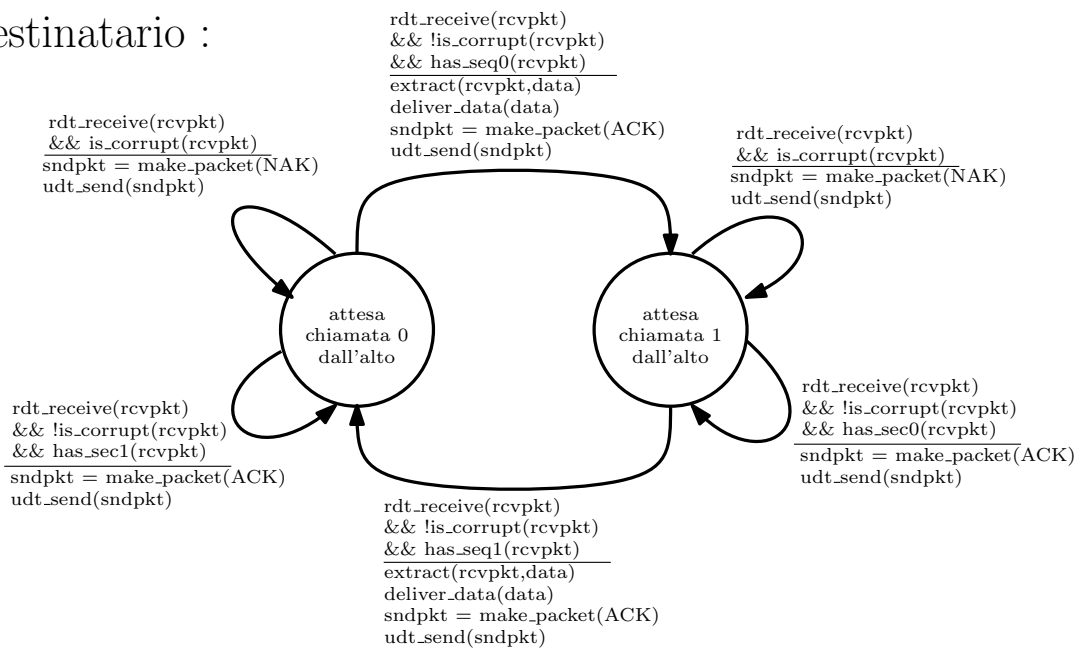 estinatario :
rdt_receive(rcvpkt)
&& !is_corrupt(rcvpkt)
&& has_seq0(rcvpkt)
extract(rcvpkt,data)
deliver_data(data)
sndpkt = make_packet(ACK)
udt_send(sndpkt)
rdt_receive(rcvpkt)
&& is_corrupt(rcvpkt)
sndpkt = make_packet(NAK)
udt_send(sndpkt)
rdt_receive(rcvpkt)
&& is_corrupt(rcvpkt)
sndpkt = make_packet(NAK)
udt_send(sndpkt)
attesa
chiamata 0
dall'alto
attesa
chiamata 1
dall'alto
rdt_receive(rcvpkt)
&& !is_corrupt(rcvpkt)
&& has_sec1(rcvpkt)
sndpkt = make_packet(ACK)
udt_send(sndpkt)
rdt_receive(rcvpkt)
&& !is_corrupt(rcvpkt)
&& has_sec0(rcvpkt)
sndpkt = make_packet(ACK)
udt_send(sndpkt)
rdt_receive(rcvpkt)
&& !is_corrupt(rcvpkt)
&& has_seq1(rcvpkt)
extract(rcvpkt,data)
deliver_data(data)
sndpkt = make_packet(ACK)
udt_send(sndpkt)